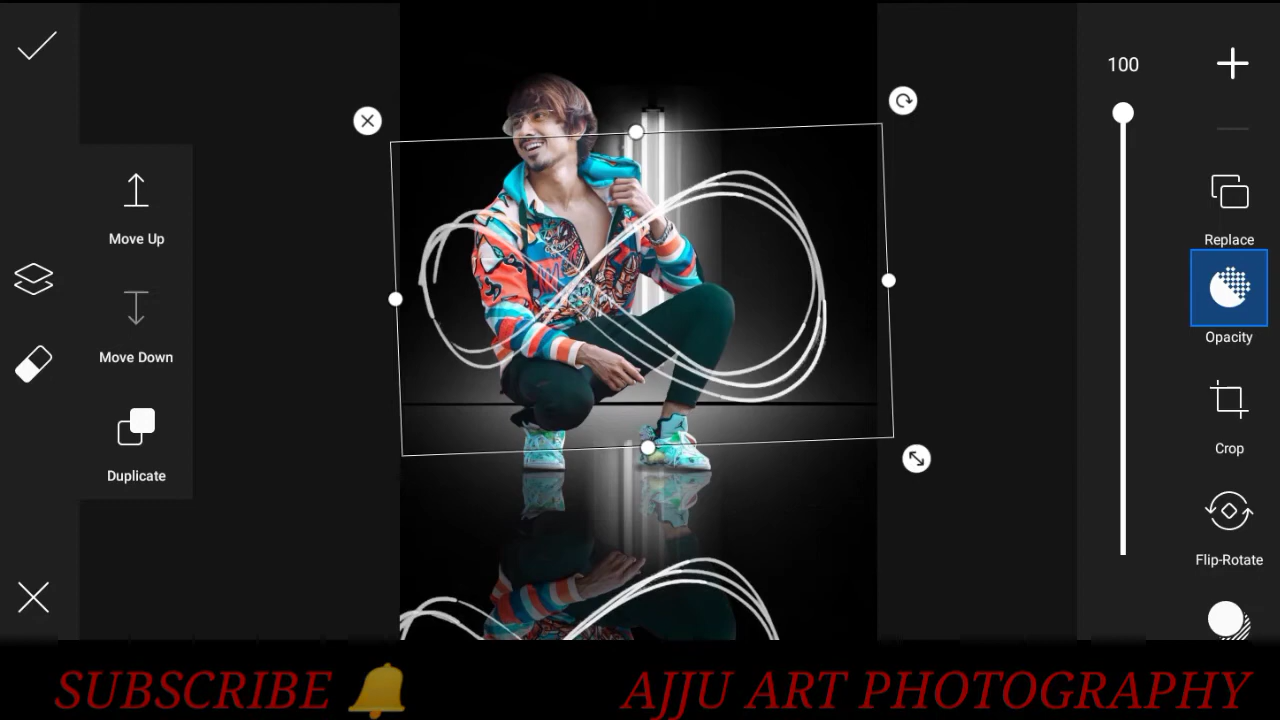 100
Move Up
Replace
Move Down
Opacity
Crop
Duplicate
Flip-Rotate
SUBSCRIBE
AJJU ART PHOTOGRAPHY